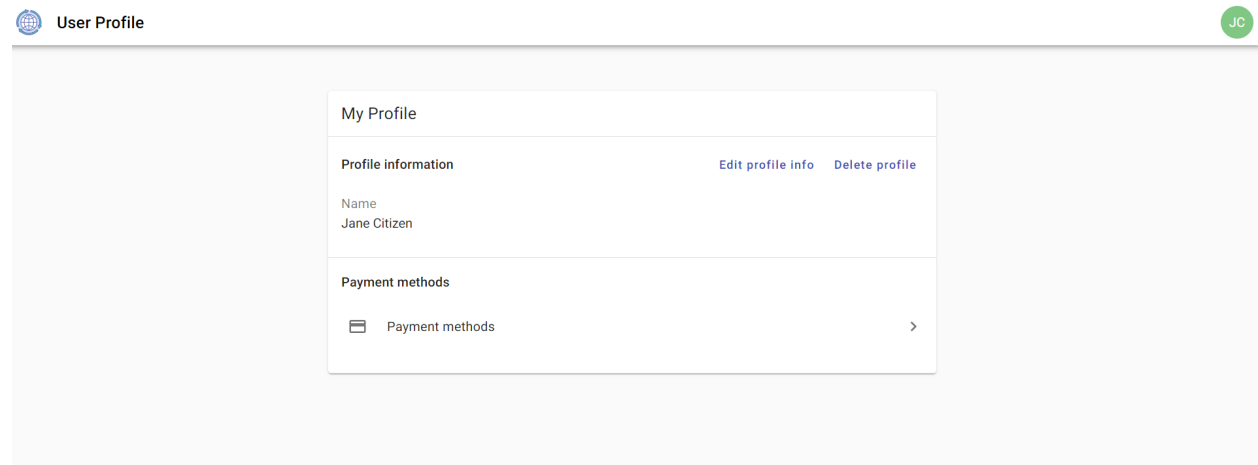 User Profile
JC
My Profile
Profile information
Edit profile info
Delete profile
Name
Jane Citizen
Payment methods
Payment methods